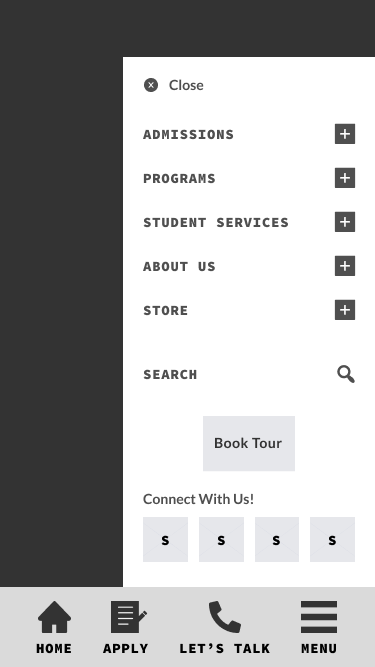 Close
ADMISSIONS
PROGRAMS
STUDENT SERVICES
ABOUT US
STORE
SEARCH
Book Tour
Connect With Us!
S S S S
HOME APPLY LET'S TALK MENU